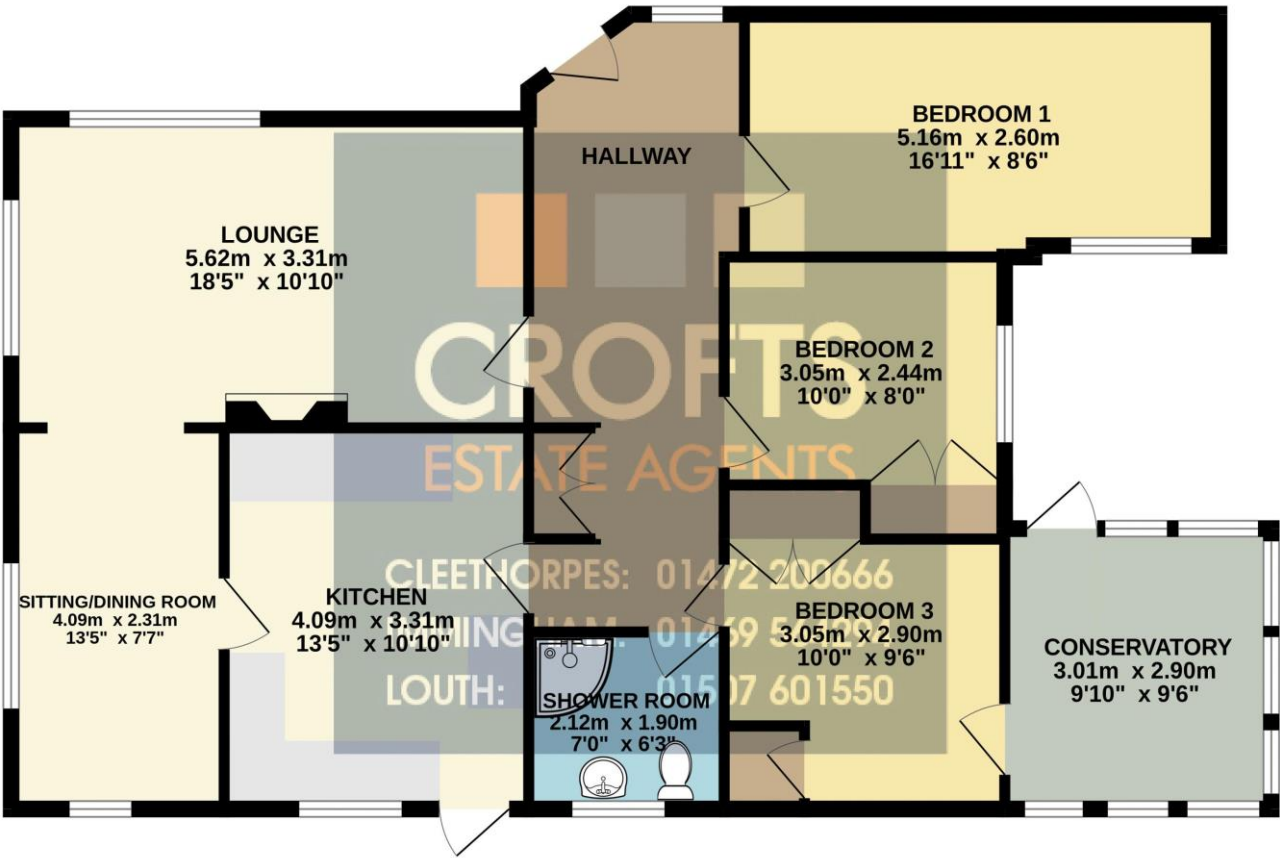 HALLWAY
BEDROOM 1
5.16m x 2.60m
16'11" x 8'6"
LOUNGE
5.62m x 3.31m
18'5" x 10'10"
BEDROOM 2
3.05m x 2.44m
10'0" x 8'0"
CROFTS
ESTATE AGENTS
SITTING/DINING ROOM
4.09m x 2.31m
13'5" x 7'7"
KITCHEN
4.09m x 3.31m
13'5" x 10'10"
CLEETHORPES: 01472 200666
BEDROOM 3
3.05m x 2.90m
10'0" x 9'6"
LOUTH: 01507 601550
SHOWER ROOM
2.12m x 1.90m
7'0" x 6'3"
CONSERVATORY
3.01m x 2.90m
9'10" x 9'6"